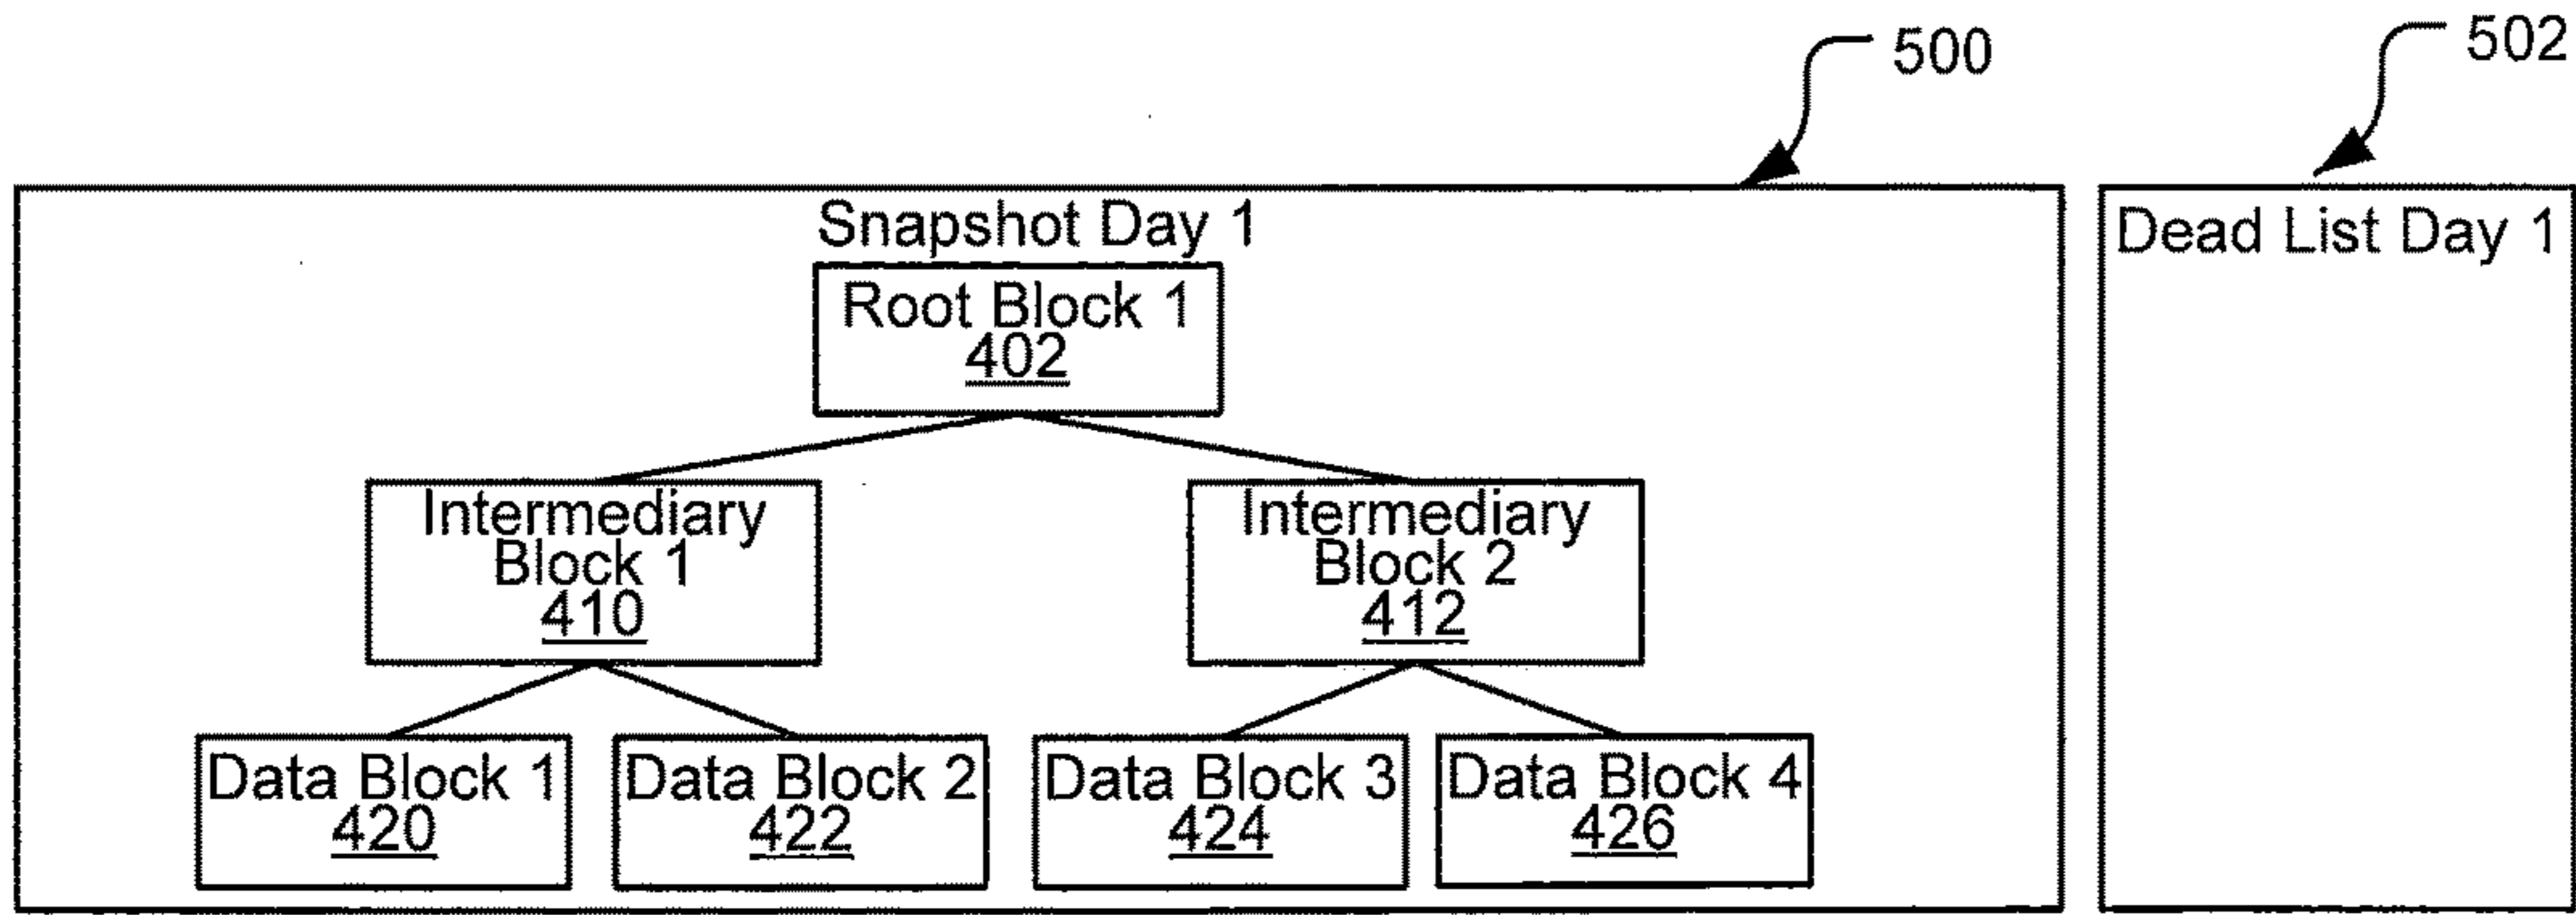 500
502
Snapshot Day 1
Dead List Day 1
Root Block 1
402
Intermediary
Block 1
410
Intermediary
Block 2
412
Data Block 1
420
Data Block 2
422
Data Block 3
424
Data Block 4
426